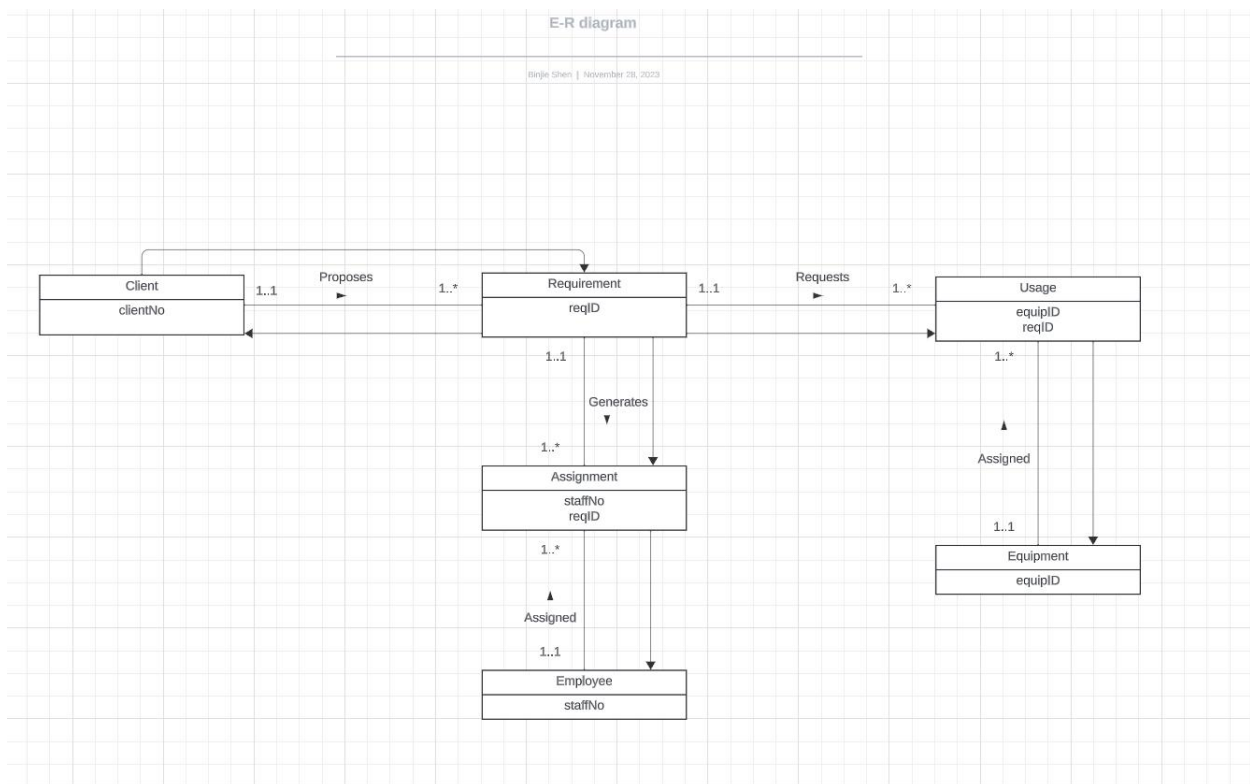 E-R diagram
Binjie Shen | November 28, 2023
Client
clientNo
1..1
Proposes
1..*
Requirement
reqID
1..1
Requests
1..*
Usage
equipID
reqID
1..1
Generates
1..*
1..*
Assigned
1..1
Assignment
staffNo
reqID
Equipment
equipID
1..*
Assigned
1..1
Employee
staffNo